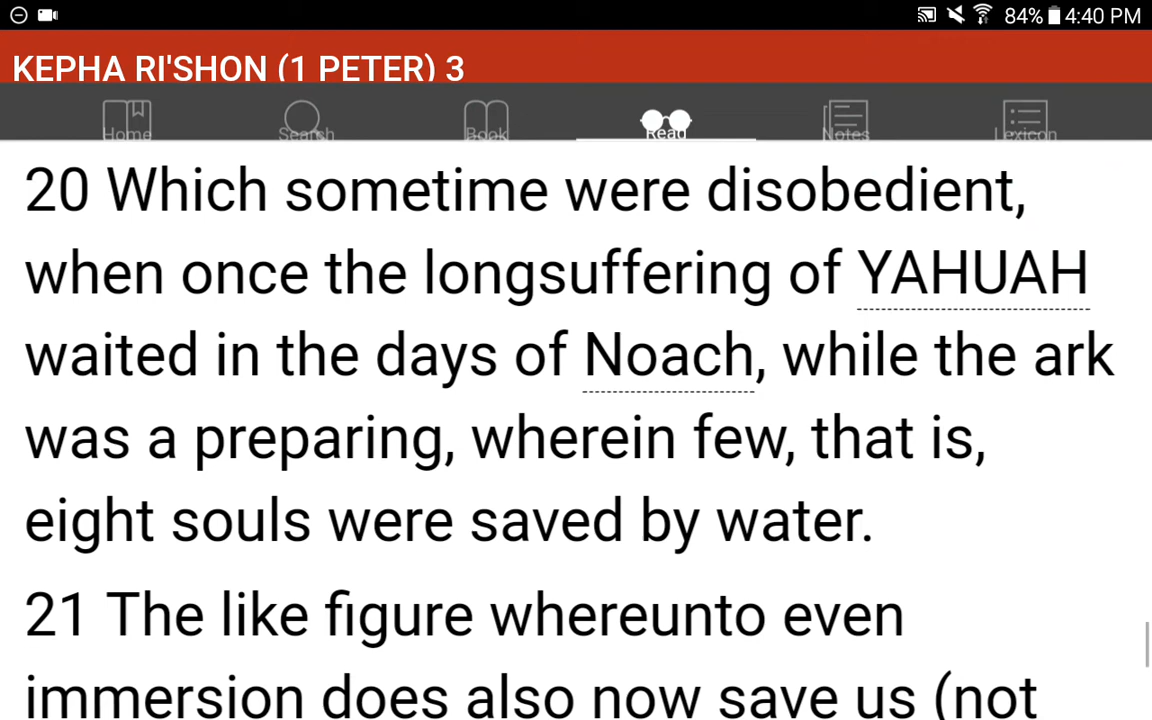 84% 4:40 PM
KEPHA RI'SHON (1 PETER) 3
Home Search Book Read Notes Lexicon
20 Which sometime were disobedient,
when once the longsuffering of YAHUAH
waited in the days of Noach, while the ark
was a preparing, wherein few, that is,
eight souls were saved by water.
21 The like figure whereunto even
immersion does also now save us (not